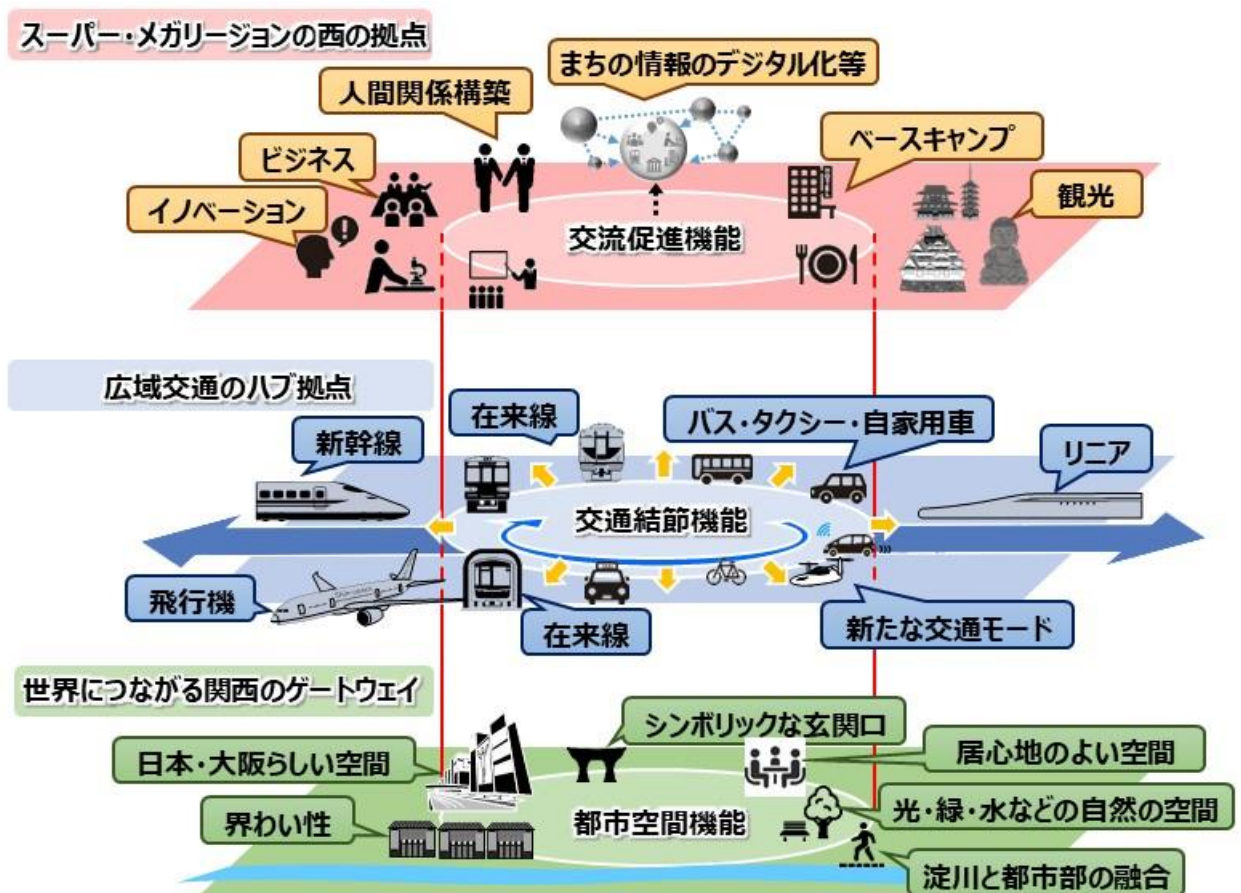 スーパー・メガリージョンの西の拠点
まちの情報のデジタル化等
人間関係構築
ベースキャンプ
ビジネス
観光
イノベーション
交流促進機能
広域交通のハブ拠点
在来線
バス・タクシー・自家用車
新幹線
リニア
交通結節機能
飛行機
在来線
新たな交通モード
世界につながる関西のゲートウェイ
シンボリックな玄関口
日本・大阪らしい空間
居心地のよい空間
界わい性
都市空間機能
光・緑・水などの自然の空間
淀川と都市部の融合